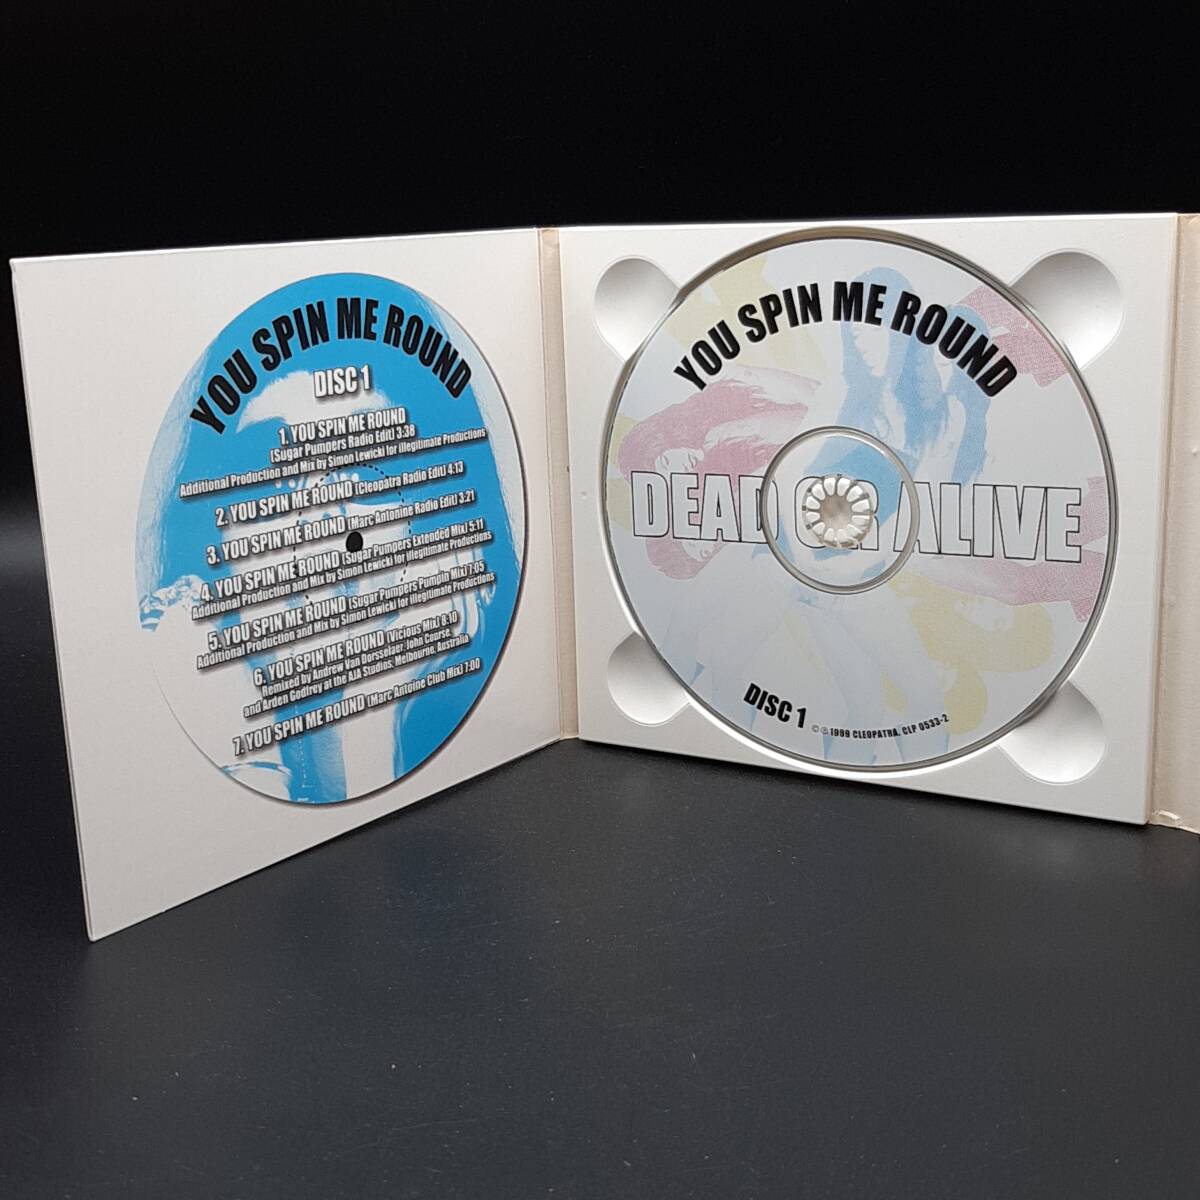 YOU SPIN ME ROUND
DISC 1
1. YOU SPIN ME ROUND
(Sugar Pumpers Radio Edit) 3:38
Additional Production and Mix by Simon Lewicki for illegitimate Productions
2. YOU SPIN ME ROUND (Cleopatra Radio Edit) 4:13
3. YOU SPIN ME ROUND (Marc Antonine Radio Edit) 3:21
4. YOU SPIN ME ROUND (Sugar Pumpers Extended Mix) 5:11
Additional Production and Mix by Simon Lewicki for illegitimate Productions
5. YOU SPIN ME ROUND (Sugar Pumpers Pumpin Mix) 7:05
Additional Production and Mix by Simon Lewicki for illegitimate Productions
6. YOU SPIN ME ROUND (Vicious Mix) 8:10
Remixed by Andrew Van Dorsselaer, John Course,
and Arden Godfrey at the AJA Studios, Melbourne, Australia
7. YOU SPIN ME ROUND (Marc Antoine Club Mix) 7:00
YOU SPIN ME ROUND
DEAD OR ALIVE
DISC 1 © ℗ 1999 CLEOPATRA. CLP 0533-2